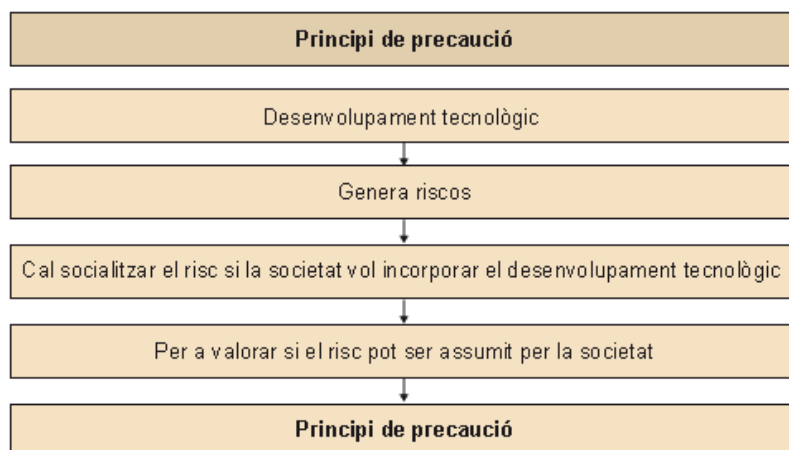 Principi de precaució
Desenvolupament tecnològic
Genera riscos
Cal socialitzar el risc si la societat vol incorporar el desenvolupament tecnològic
Per a valorar si el risc pot ser assumit per la societat
Principi de precaució